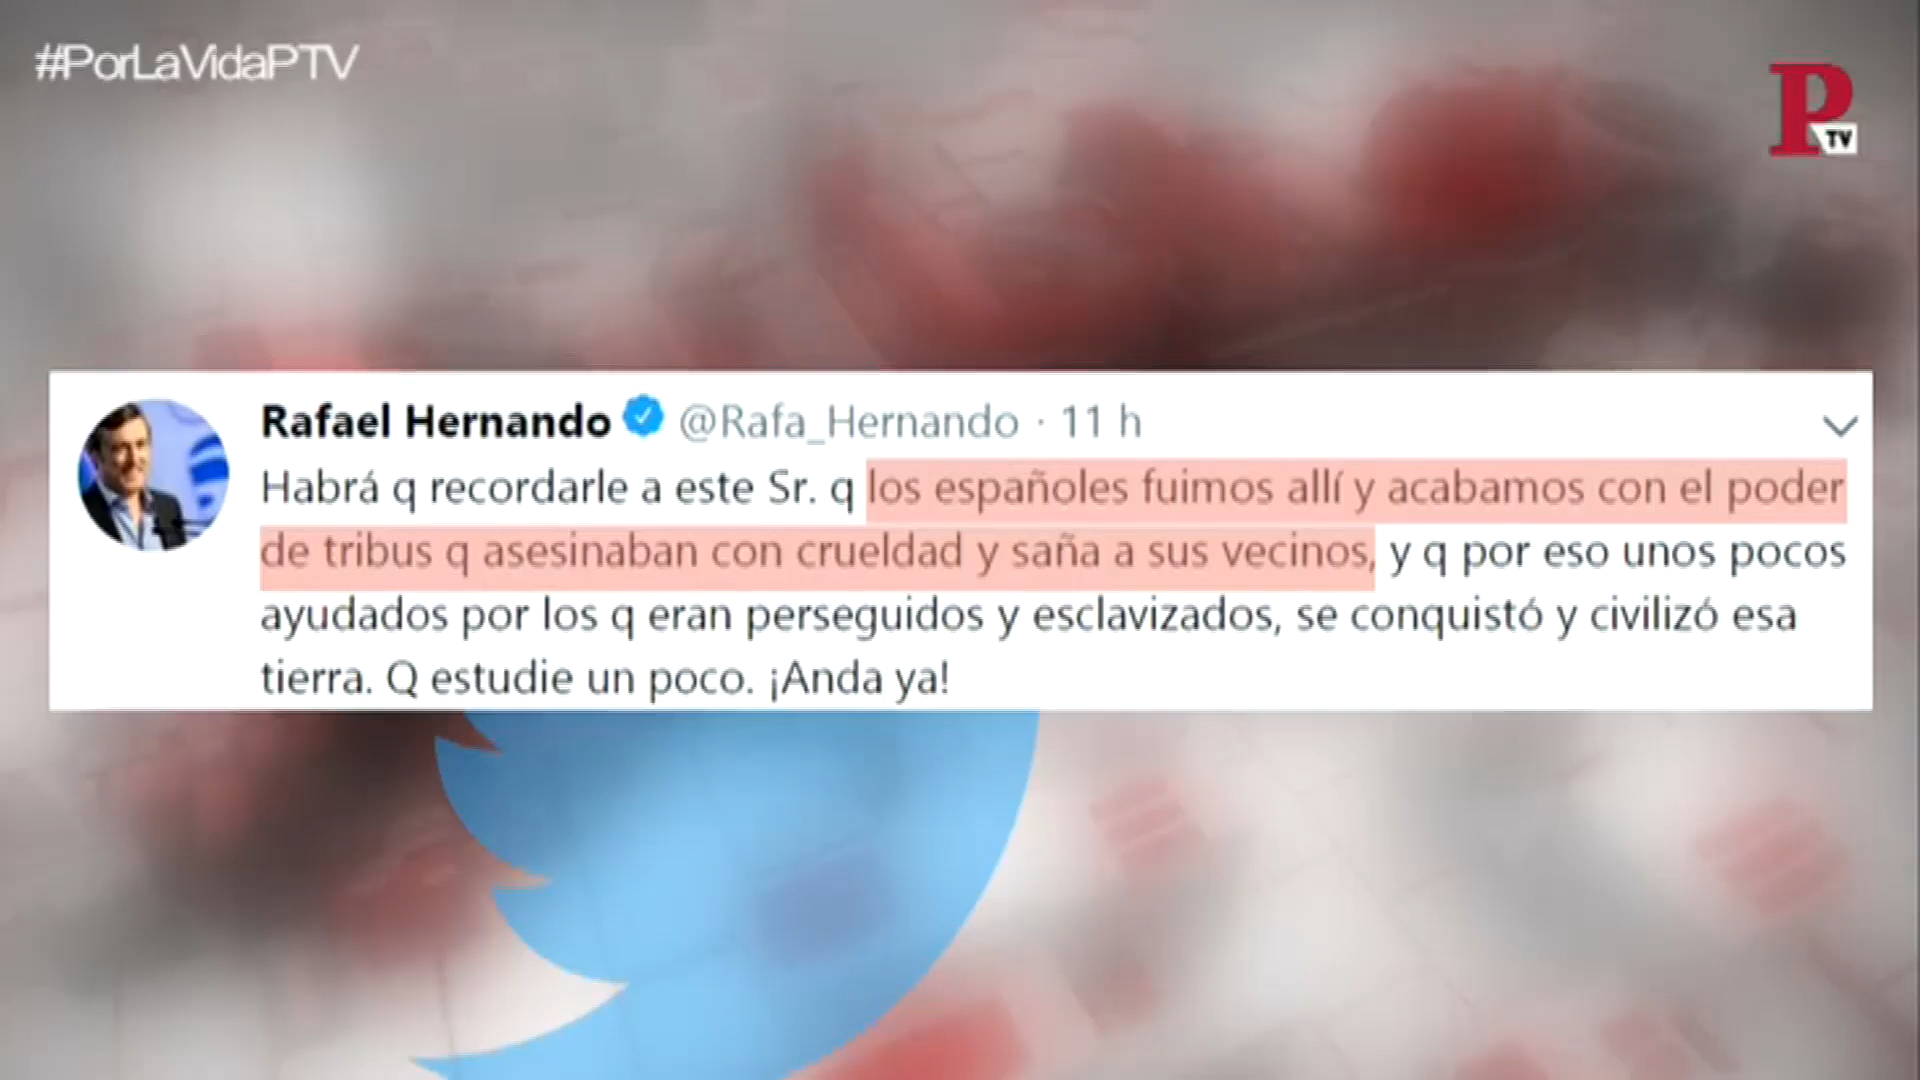 #PorLaVidaPTV
P
TV
Rafael Hernando @Rafa_Hernando · 11 h
Habrá q recordarle a este Sr. q los españoles fuimos allí y acabamos con el poder
de tribus q asesinaban con crueldad y saña a sus vecinos, y q por eso unos pocos
ayudados por los q eran perseguidos y esclavizados, se conquistó y civilizó esa
tierra. Q estudie un poco. ¡Anda ya!